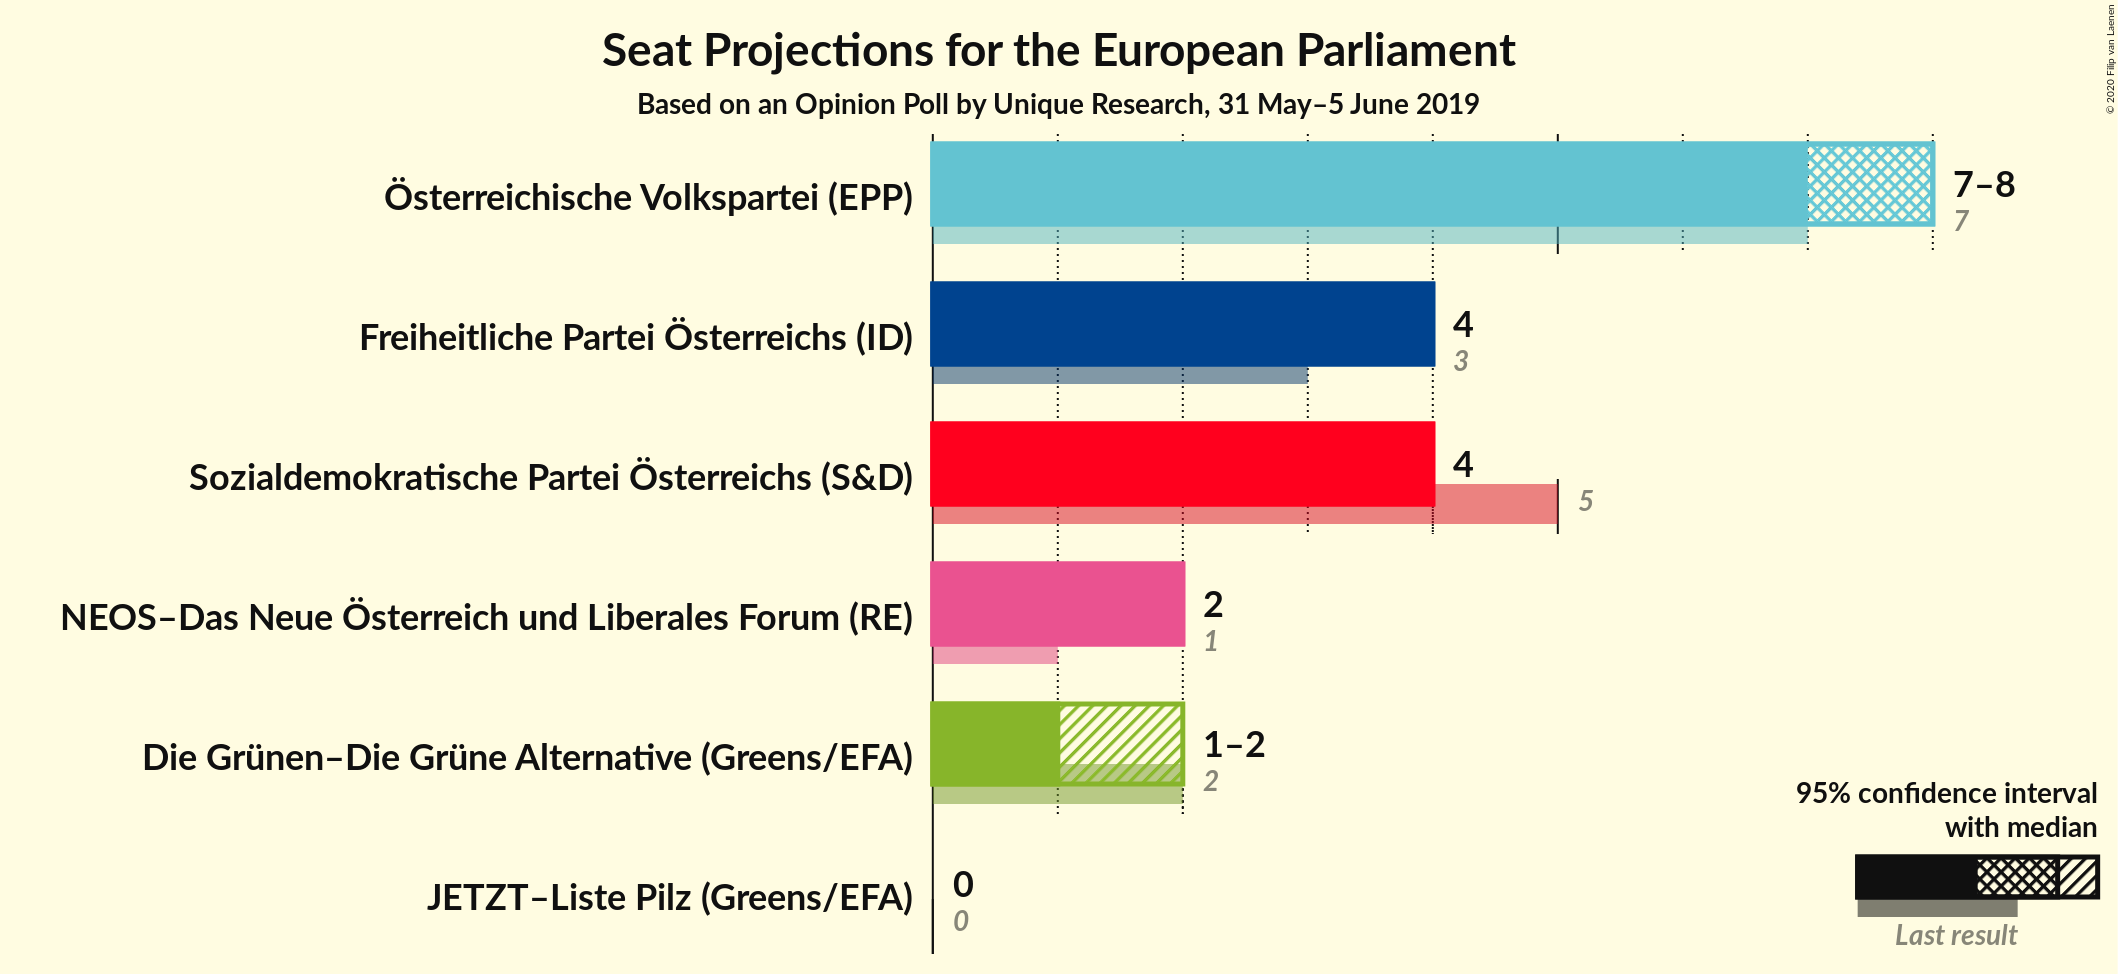 Seat Projections for the European Parliament
Based on an Opinion Poll by Unique Research, 31 May–5 June 2019
© 2020 Filip van Laenen
Österreichische Volkspartei (EPP)
7–8
7
Freiheitliche Partei Österreichs (ID)
4
3
Sozialdemokratische Partei Österreichs (S&D)
4
5
NEOS–Das Neue Österreich und Liberales Forum (RE)
2
1
Die Grünen–Die Grüne Alternative (Greens/EFA)
1–2
2
JETZT–Liste Pilz (Greens/EFA)
0
0
95% confidence interval
with median
Last result